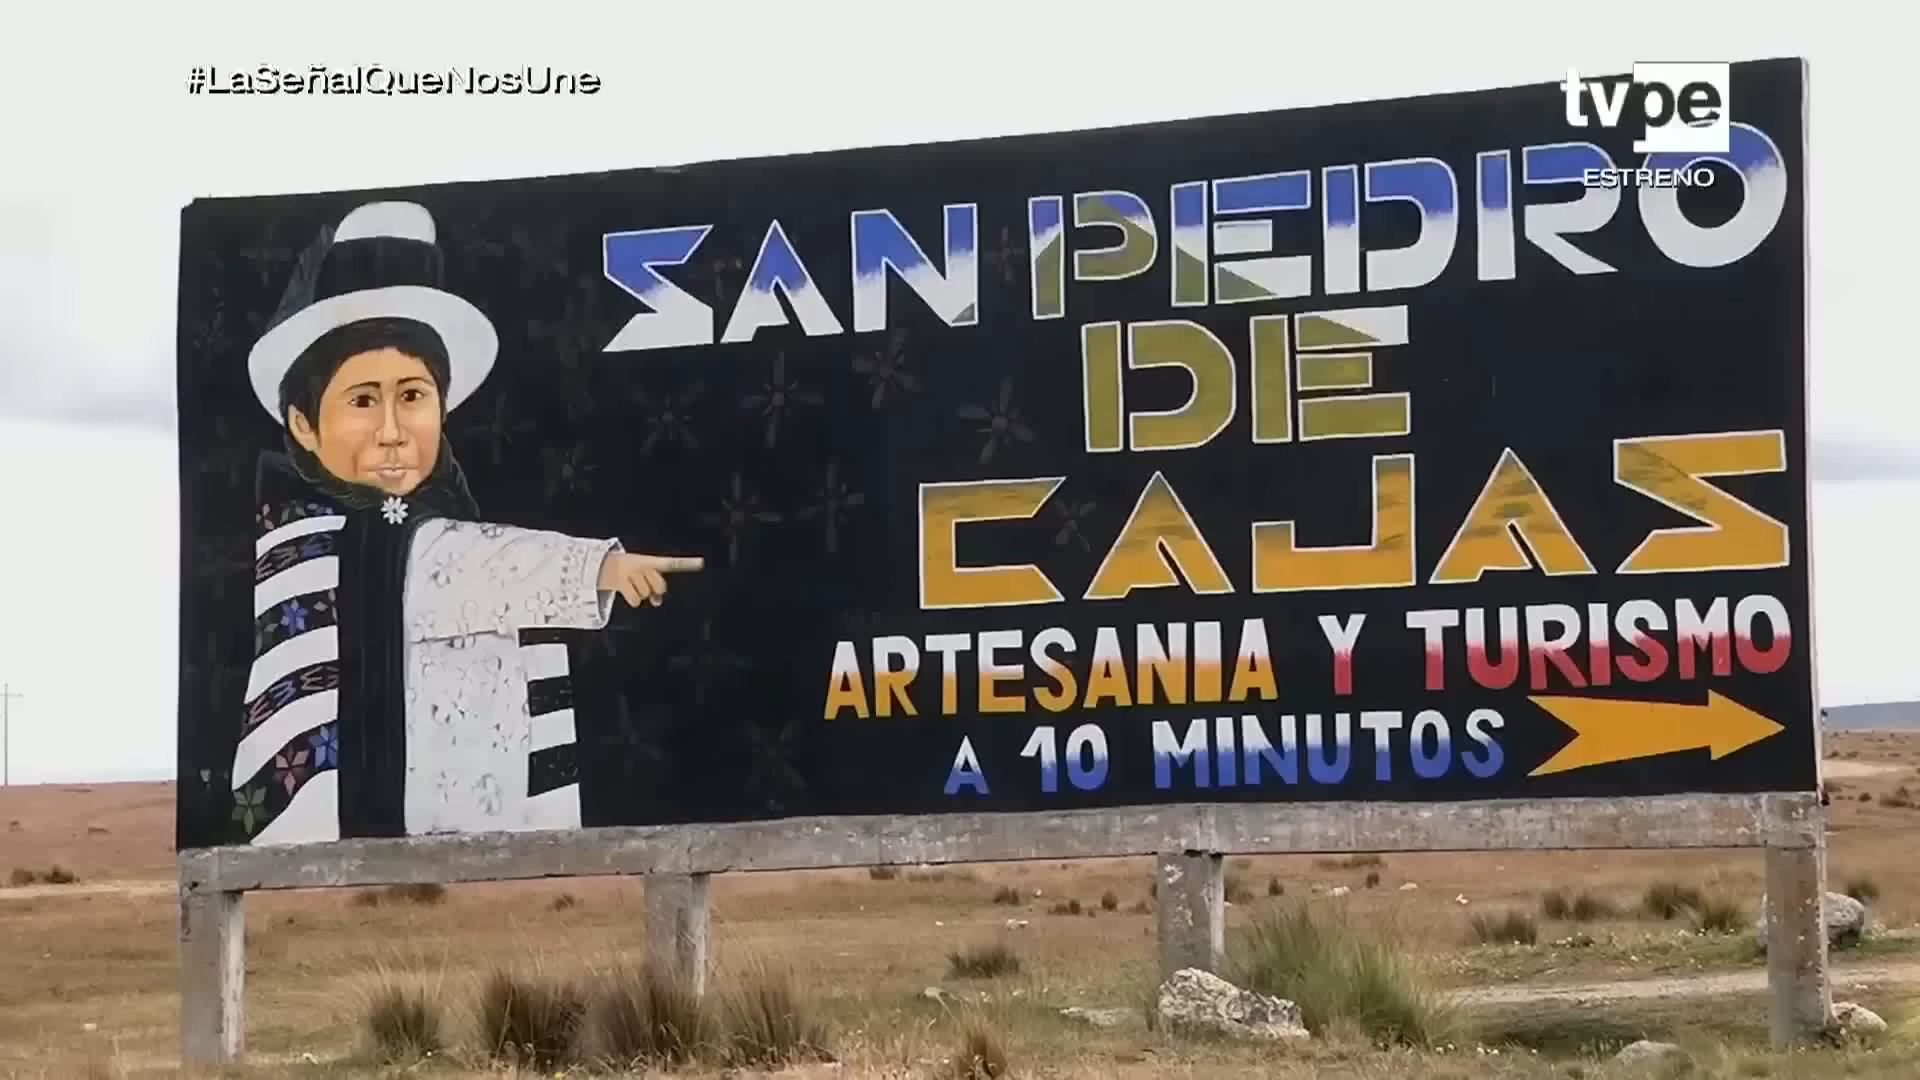 #LaSeñalQueNosUne
tvpe
ESTRENO
SAN PEDRO
DE
CAJAS
ARTESANIA Y TURISMO
A 10 MINUTOS